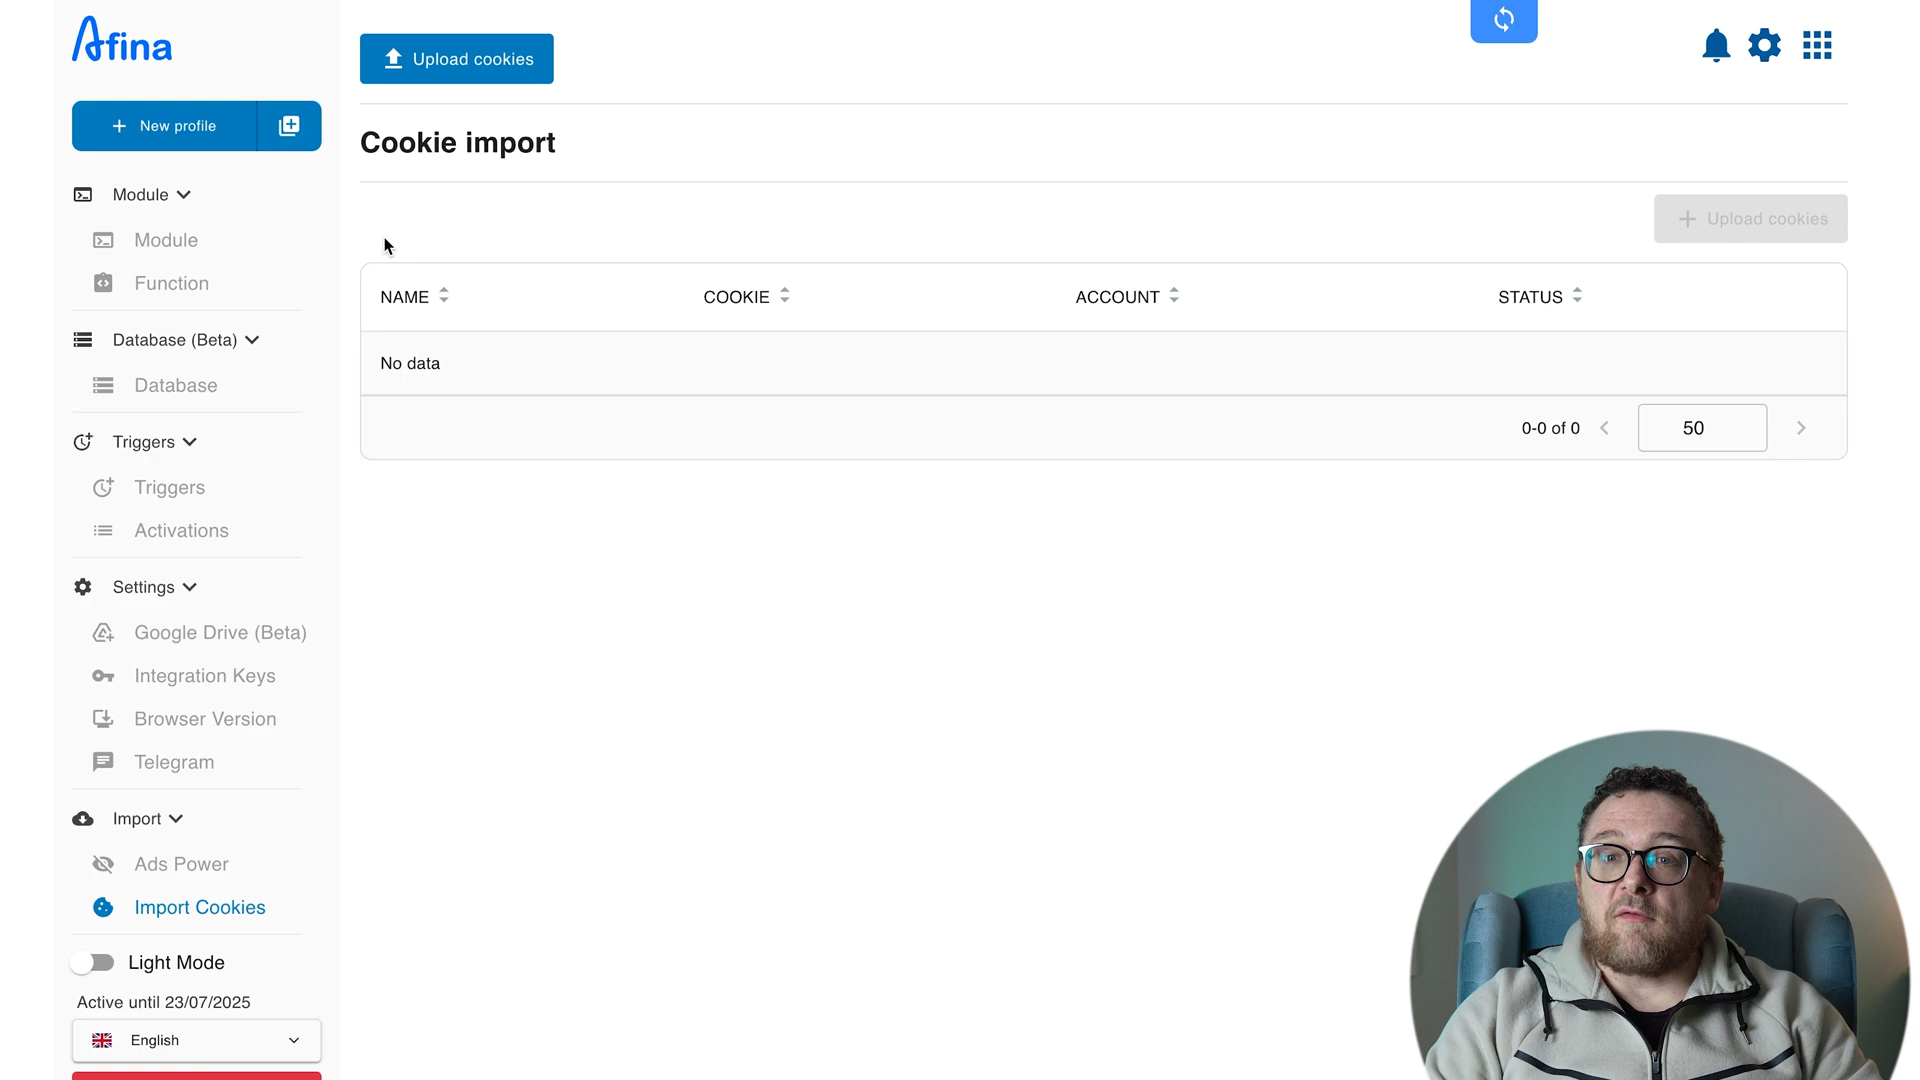 Afina
New profile
Module
Module
Function
Database (Beta)
Database
Triggers
Triggers
Activations
Settings
Google Drive (Beta)
Integration Keys
Browser Version
Telegram
Import
Ads Power
Import Cookies
Light Mode
Active until 23/07/2025
English
Upload cookies
Cookie import
Upload cookies
NAME COOKIE ACCOUNT STATUS
No data
0-0 of 0 50